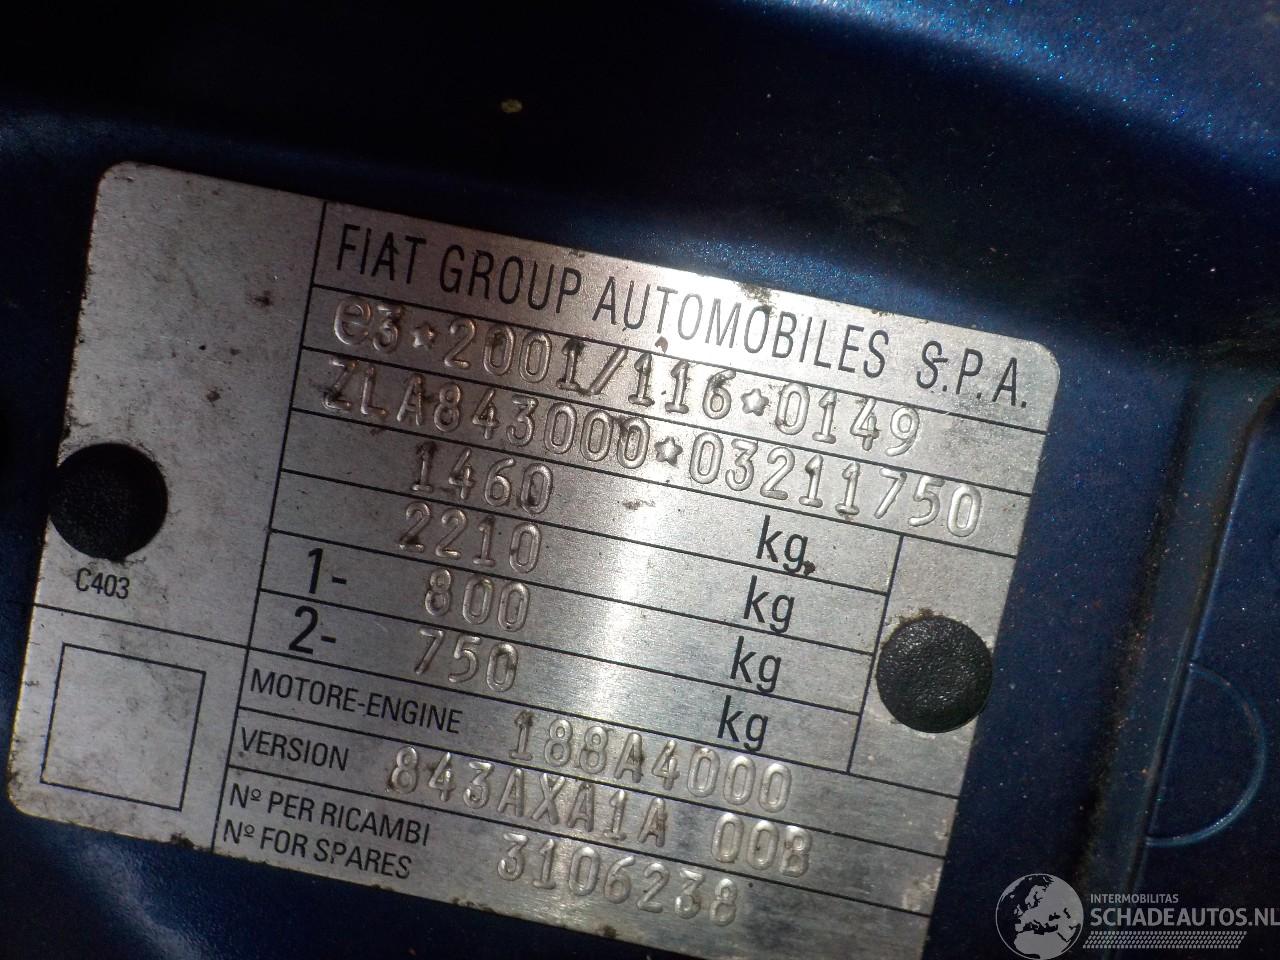 FIAT GROUP AUTOMOBILES S.P.A.
e3*2001/116*0149
ZLA843000*03211750
1460 kg
2210 kg
1- 800 kg
2- 750 kg
C403
MOTORE-ENGINE 188A4000
VERSION 843AXA1A 00B
Nº PER RICAMBI
Nº FOR SPARES 3106238
INTERMOBILITAS
SCHADEAUTOS.NL